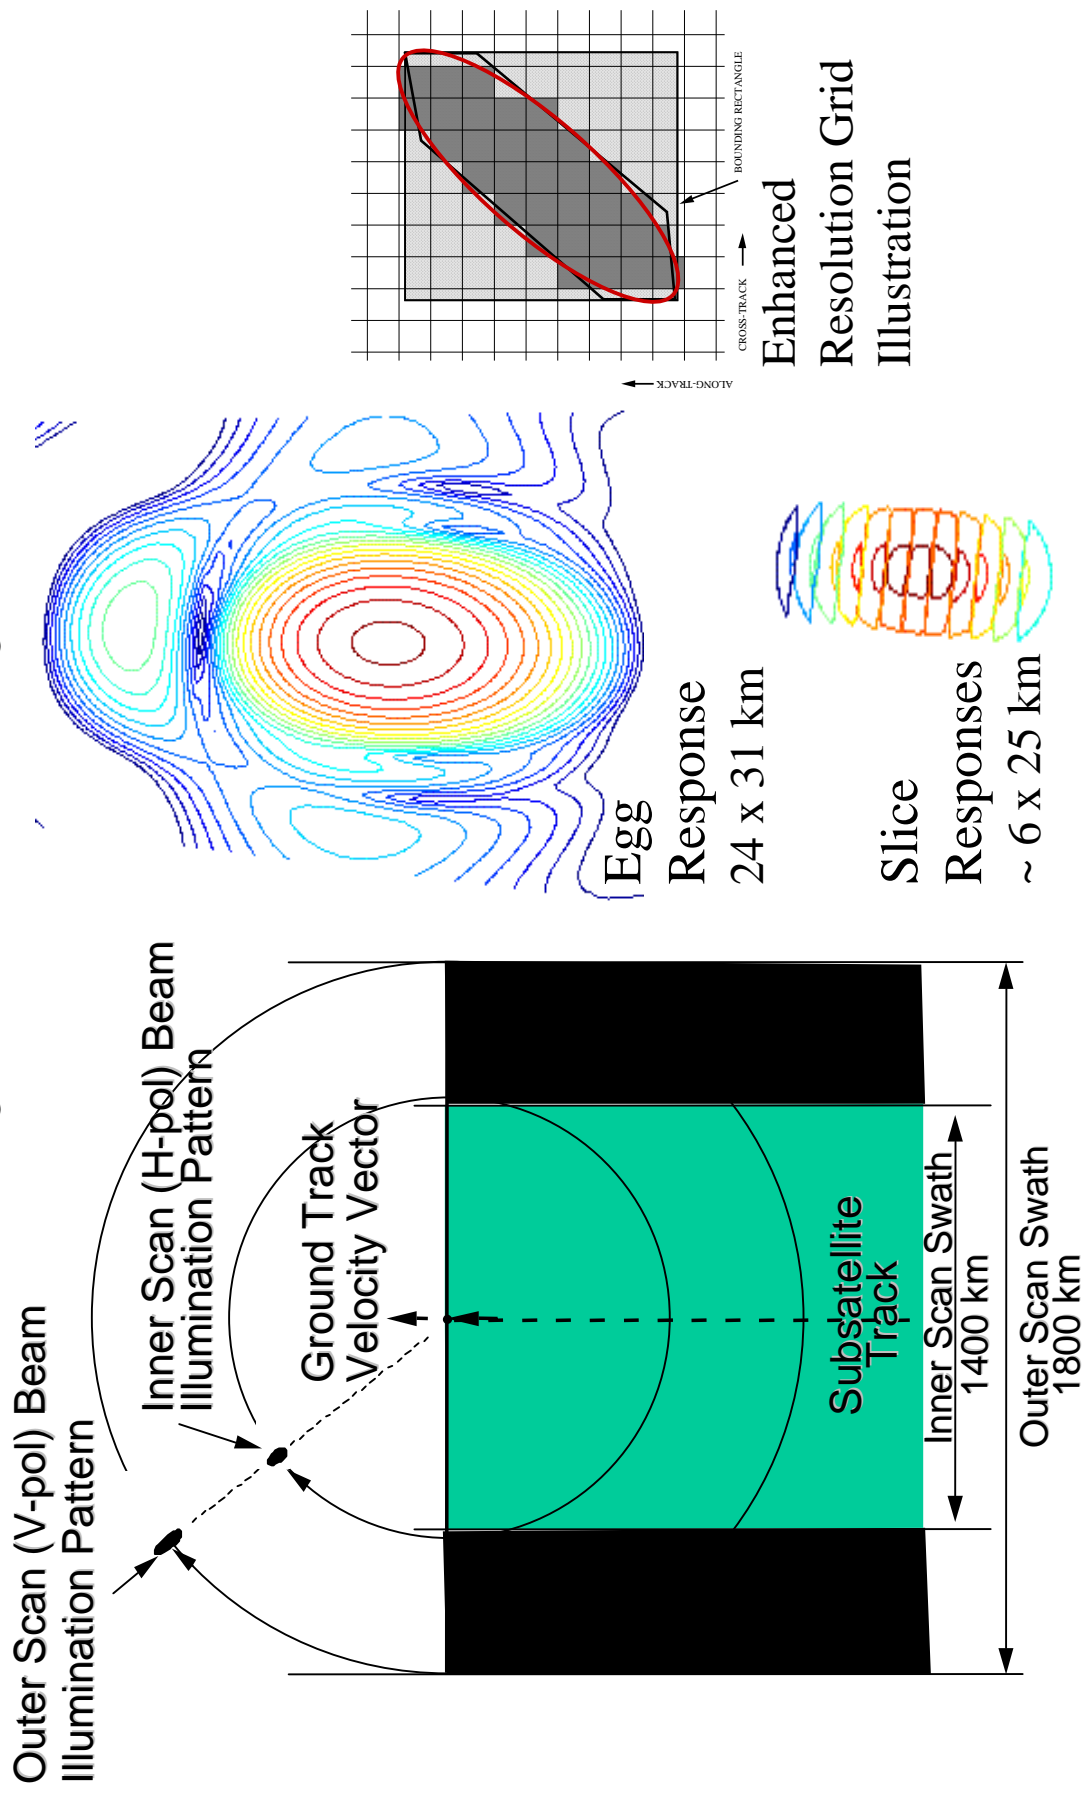 Outer Scan (V-pol) Beam
Illumination Pattern
Inner Scan (H-pol) Beam
Illumination Pattern
Ground Track
Velocity Vector
Subsatellite
Track
Inner Scan Swath
1400 km
Outer Scan Swath
1800 km
Egg
Response
24 x 31 km
Slice
Responses
~ 6 x 25 km
ALONG-TRACK
CROSS-TRACK
BOUNDING RECTANGLE
Enhanced
Resolution Grid
Illustration